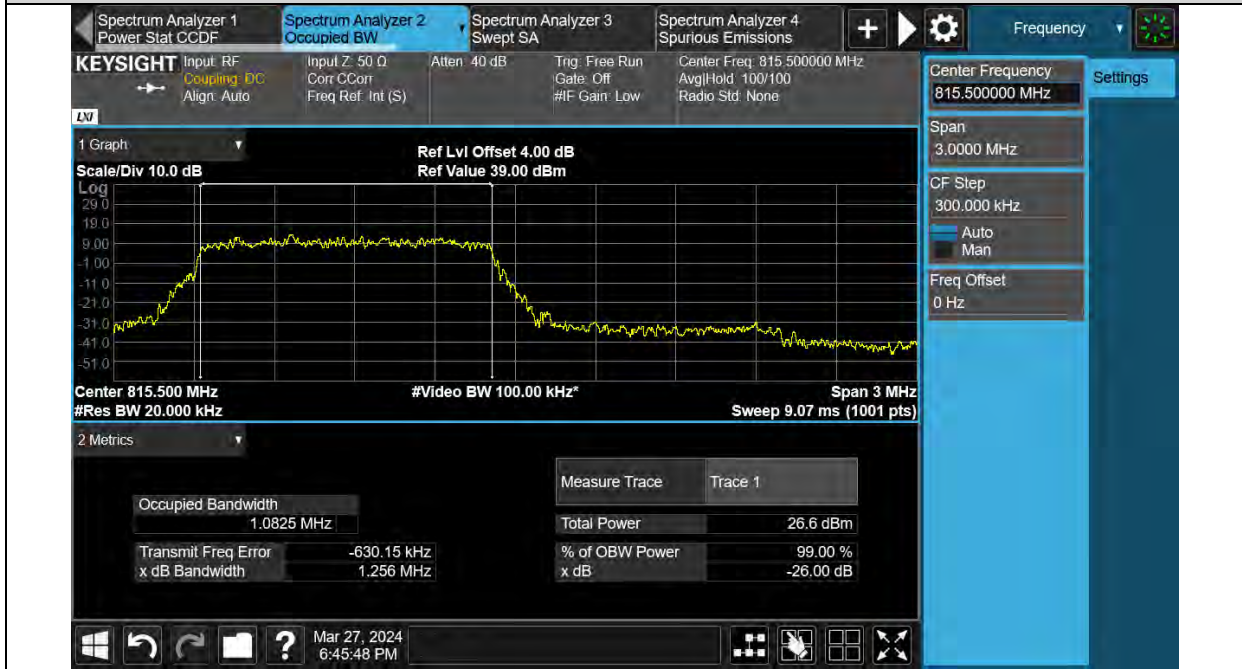 Spectrum Analyzer 1
Power Stat CCDF
Spectrum Analyzer 2
Occupied BW
Spectrum Analyzer 3
Swept SA
Spectrum Analyzer 4
Spurious Emissions
Frequency
KEYSIGHT
Input: RF
Coupling: DC
Align: Auto
Input Z: 50 Ω
Corr CCorr
Freq Ref: Int (S)
Atten: 40 dB
Trig: Free Run
Gate: Off
#IF Gain: Low
Center Freq: 815.500000 MHz
Avg|Hold: 100/100
Radio Std: None
LXI
Center Frequency
815.500000 MHz
Settings
Span
3.0000 MHz
CF Step
300.000 kHz
Auto
Man
Freq Offset
0 Hz
1 Graph
Scale/Div 10.0 dB
Ref Lvl Offset 4.00 dB
Ref Value 39.00 dBm
Log
29.0
19.0
9.00
-1.00
-11.0
-21.0
-31.0
-41.0
-51.0
Center 815.500 MHz
#Video BW 100.00 kHz*
Span 3 MHz
#Res BW 20.000 kHz
Sweep 9.07 ms (1001 pts)
2 Metrics
Measure Trace
Trace 1
Occupied Bandwidth
1.0825 MHz
Total Power
26.6 dBm
Transmit Freq Error
-630.15 kHz
% of OBW Power
99.00 %
x dB Bandwidth
1.256 MHz
x dB
-26.00 dB
?
Mar 27, 2024
6:45:48 PM